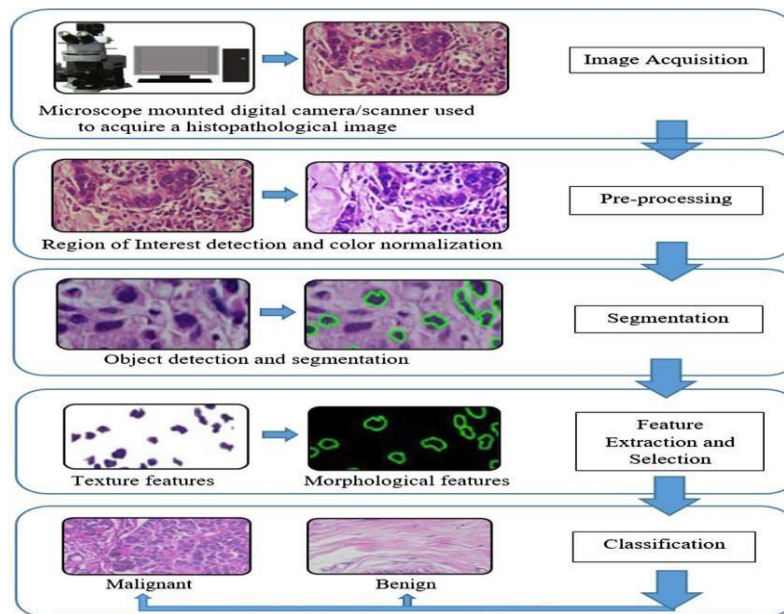 Image Acquisition
Microscope mounted digital camera/scanner used
to acquire a histopathological image
Pre-processing
Region of Interest detection and color normalization
Segmentation
Object detection and segmentation
Feature
Extraction and
Selection
Texture features
Morphological features
Classification
Malignant
Benign